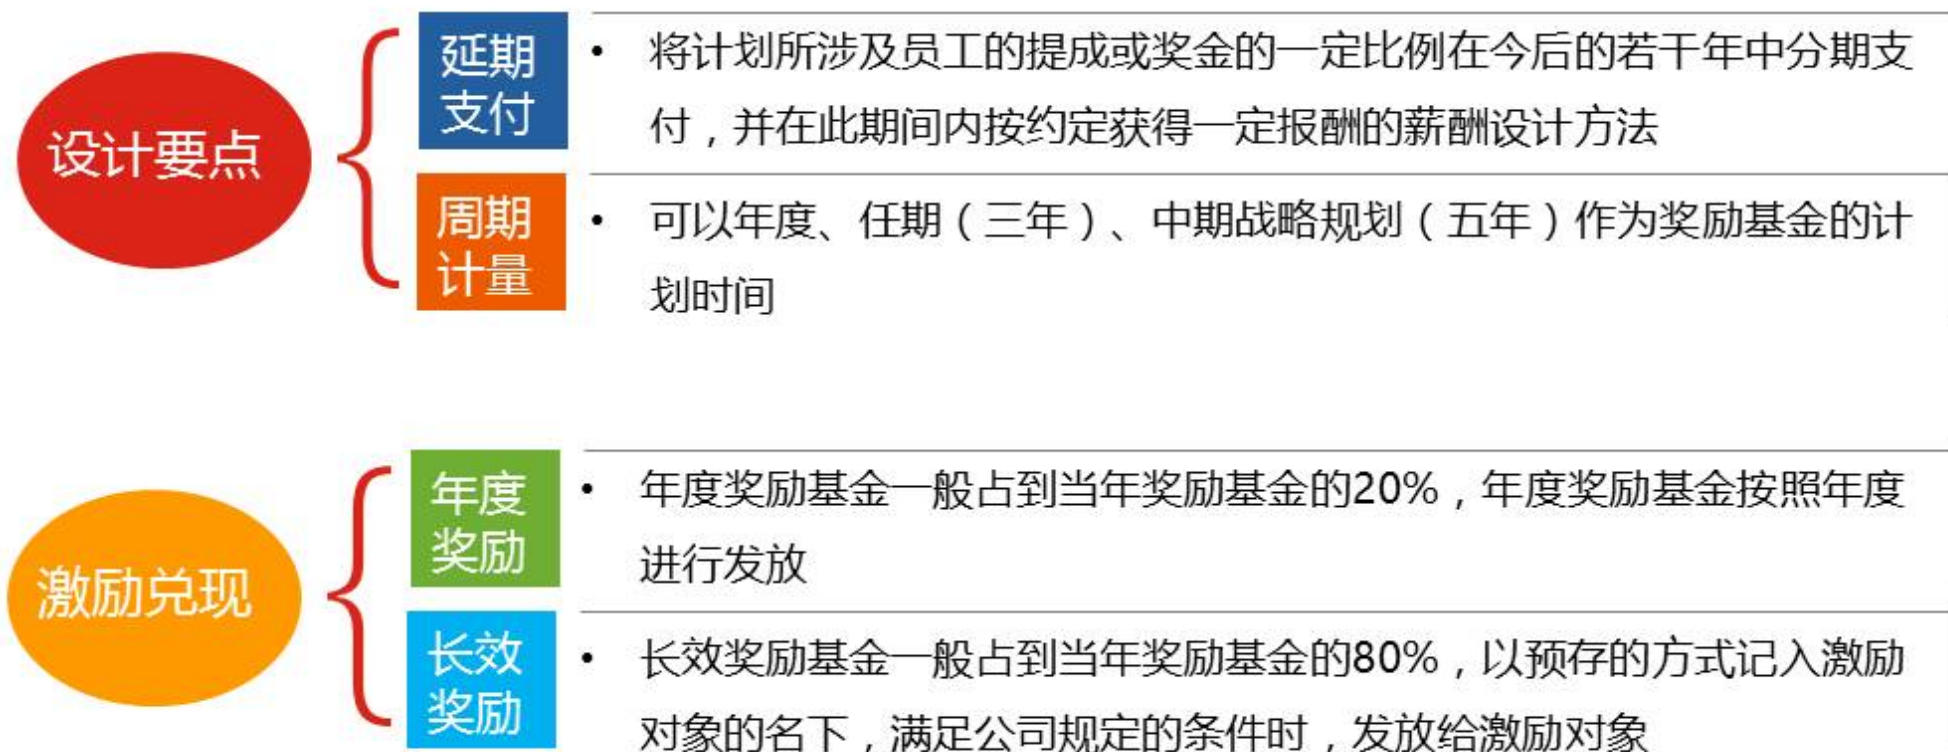 设计要点
延期
支付
• 将计划所涉及员工的提成或奖金的一定比例在今后的若干年中分期支
付，并在此期间内按约定获得一定报酬的薪酬设计方法
周期
计量
• 可以年度、任期（三年）、中期战略规划（五年）作为奖励基金的计
划时间
激励兑现
年度
奖励
• 年度奖励基金一般占到当年奖励基金的20%，年度奖励基金按照年度
进行发放
长效
奖励
• 长效奖励基金一般占到当年奖励基金的80%，以预存的方式记入激励
对象的名下，满足公司规定的条件时，发放给激励对象